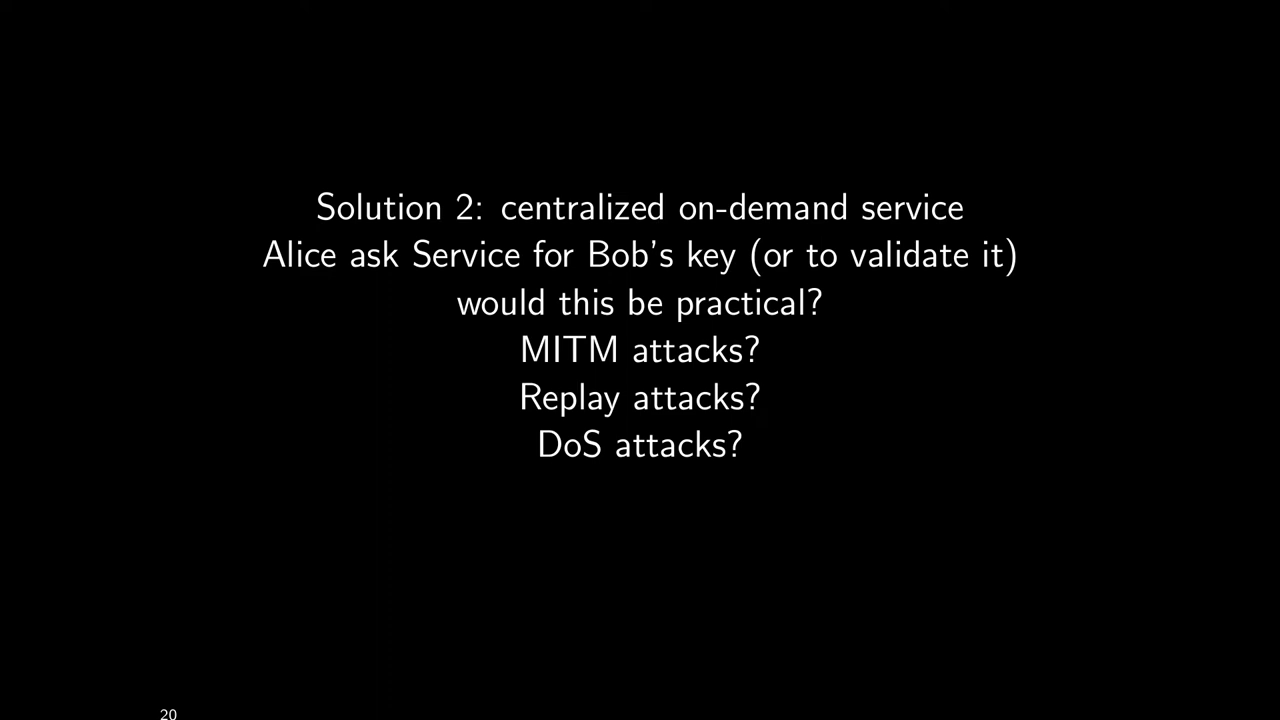 Solution 2: centralized on-demand service
Alice ask Service for Bob's key (or to validate it)
would this be practical?
MITM attacks?
Replay attacks?
DoS attacks?
20